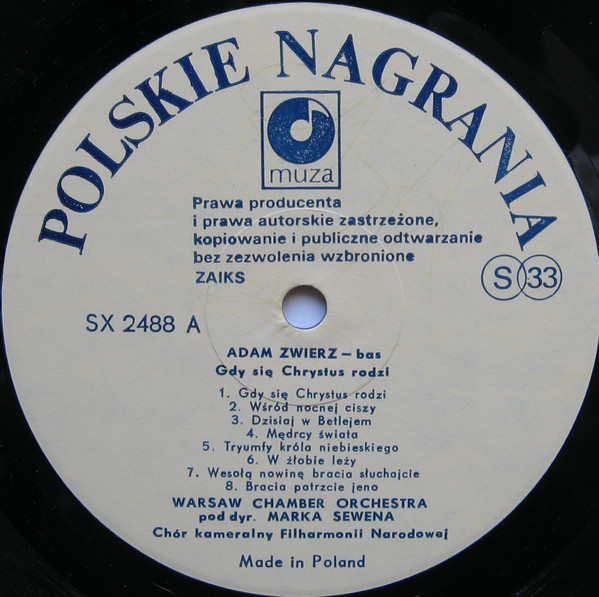 POLSKIE NAGRANIA
muza
Prawa producenta
i prawa autorskie zastrzeżone,
kopiowanie i publiczne odtwarzanie
bez zezwolenia wzbronione
ZAIKS
S 33
SX 2488 A
ADAM ZWIERZ – bas
Gdy się Chrystus rodzi
1. Gdy się Chrystus rodzi
2. Wśród nocnej ciszy
3. Dzisiaj w Betlejem
4. Mędrcy świata
5. Tryumfy króla niebieskiego
6. W żłobie leży
7. Wesołą nowinę bracia słuchajcie
8. Bracia patrzcie jeno
WARSAW CHAMBER ORCHESTRA
pod dyr. MARKA SEWENA
Chór kameralny Filharmonii Narodowej
Made in Poland